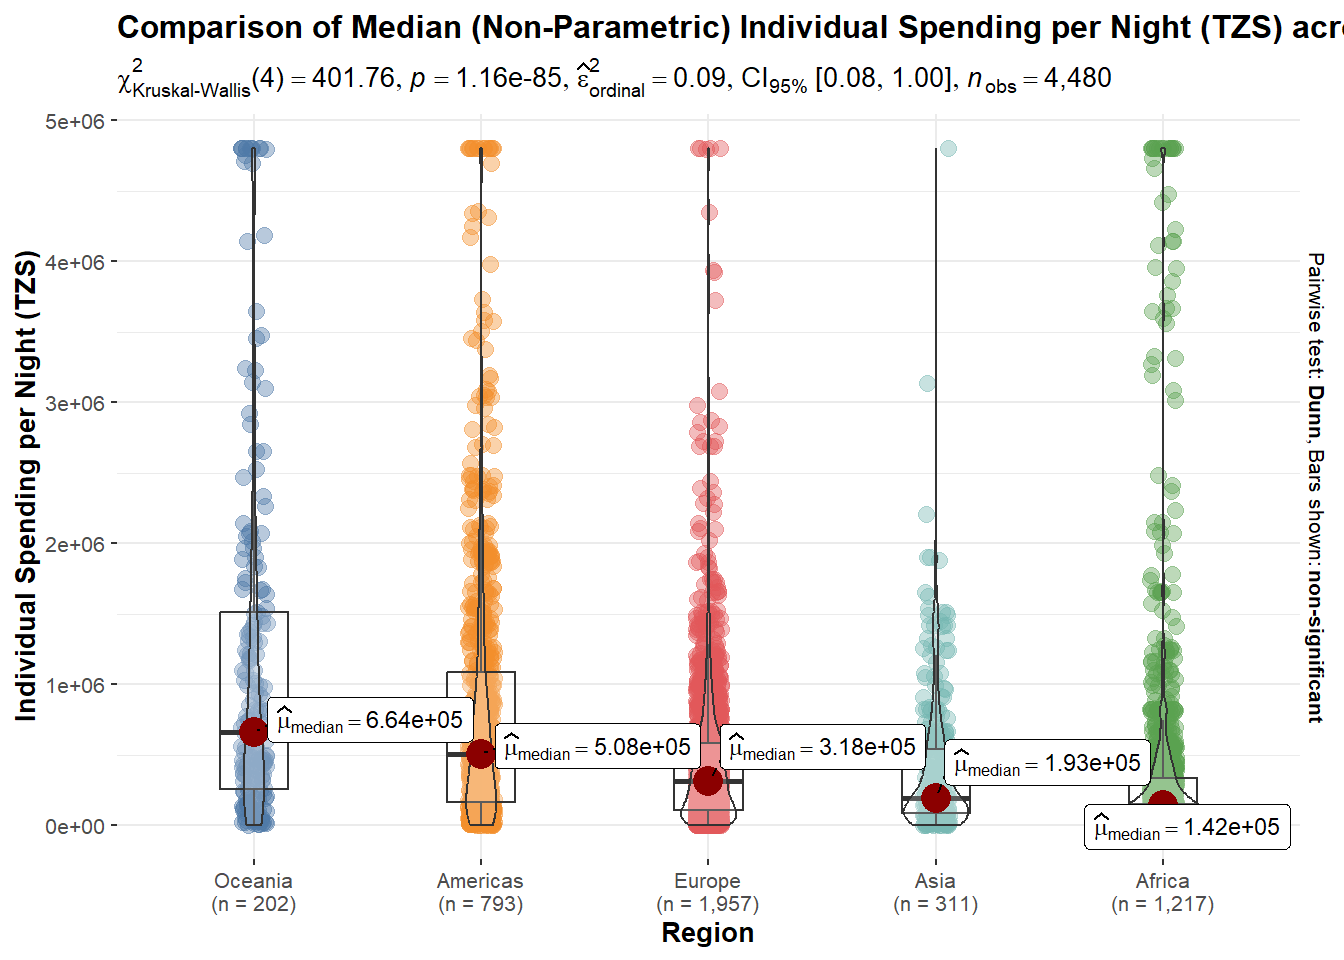 Comparison of Median (Non-Parametric) Individual Spending per Night (TZS) acr
χ²Kruskal-Wallis(4) = 401.76, p = 1.16e-85, ε̂²ordinal = 0.09, CI95% [0.08, 1.00], nobs = 4,480
Individual Spending per Night (TZS)
5e+06
4e+06
3e+06
2e+06
1e+06
0e+00
μ̂median = 6.64e+05
μ̂median = 5.08e+05
μ̂median = 3.18e+05
μ̂median = 1.93e+05
μ̂median = 1.42e+05
Pairwise test: Dunn, Bars shown: non-significant
Oceania
(n = 202)
Americas
(n = 793)
Europe
(n = 1,957)
Asia
(n = 311)
Africa
(n = 1,217)
Region